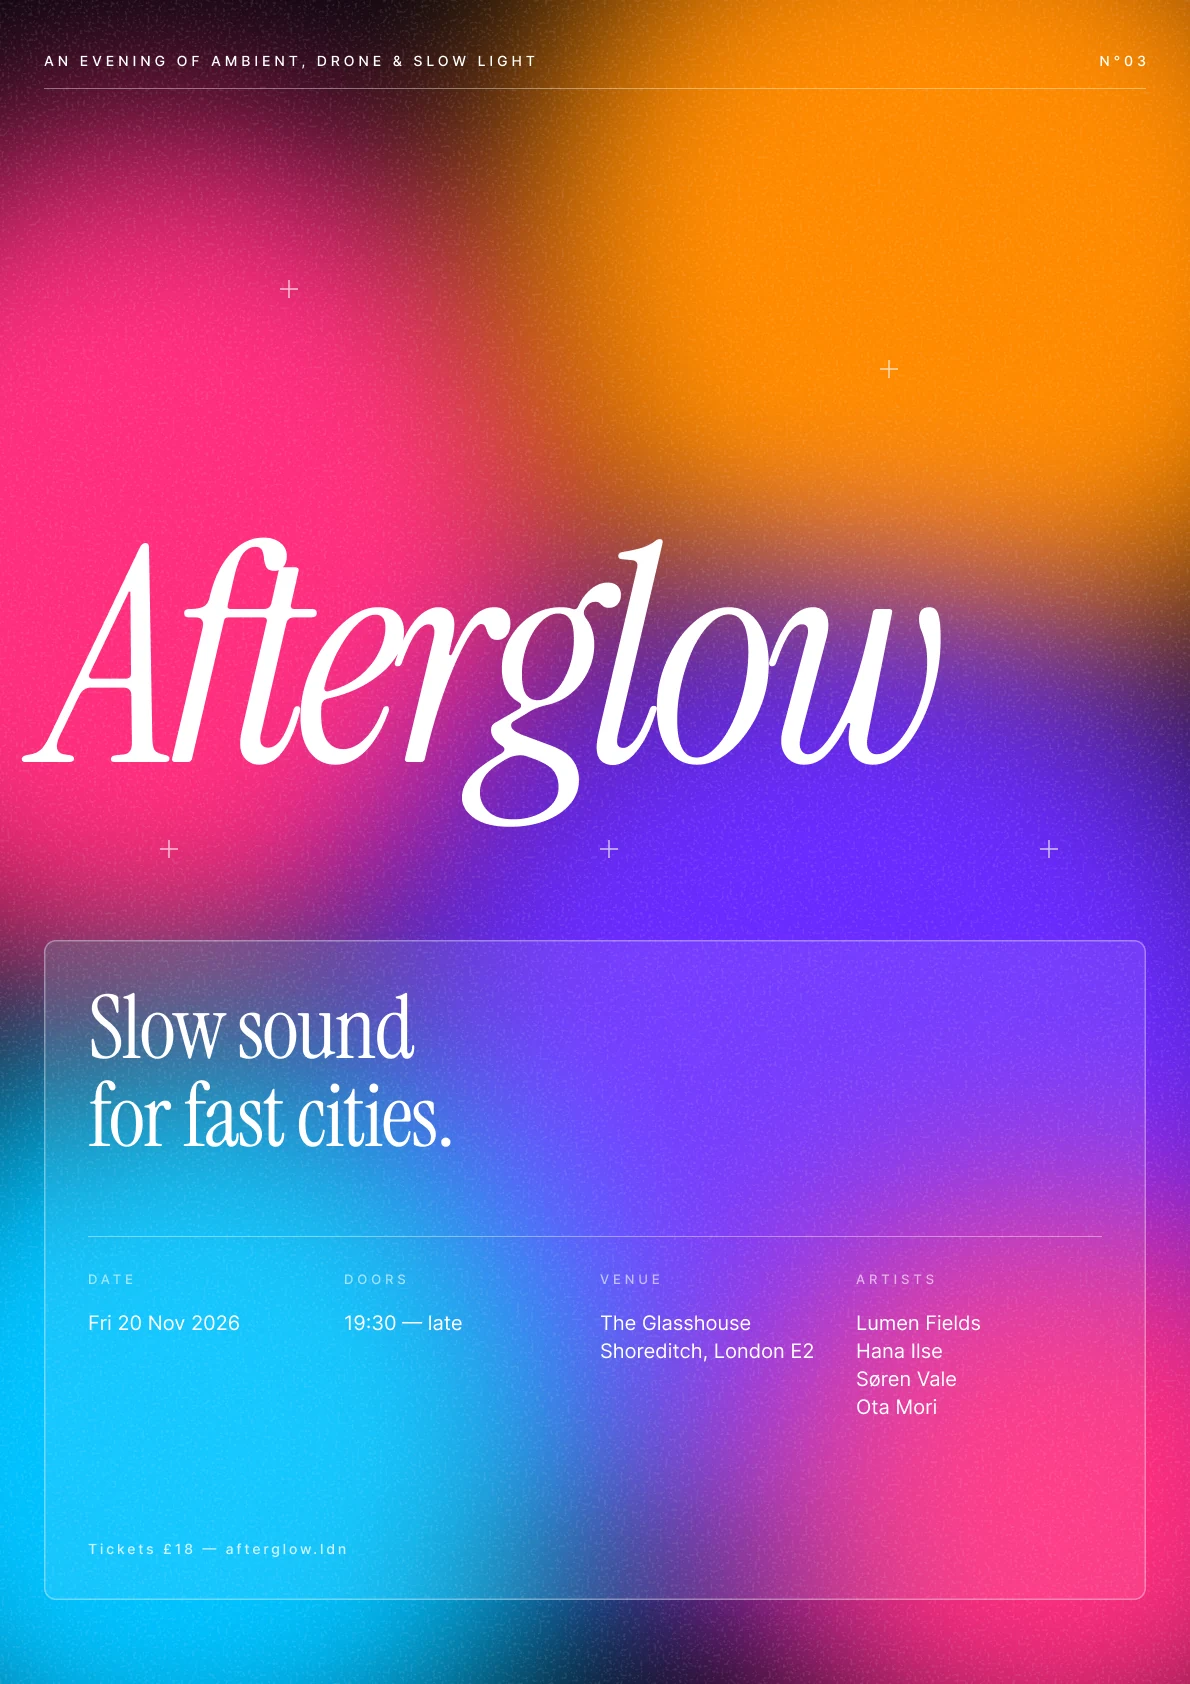 AN EVENING OF AMBIENT, DRONE & SLOW LIGHT
N°03
Afterglow
Slow sound
for fast cities.
DATE
Fri 20 Nov 2026
DOORS
19:30 — late
VENUE
The Glasshouse
Shoreditch, London E2
ARTISTS
Lumen Fields
Hana Ilse
Søren Vale
Ota Mori
Tickets £18 — afterglow.ldn